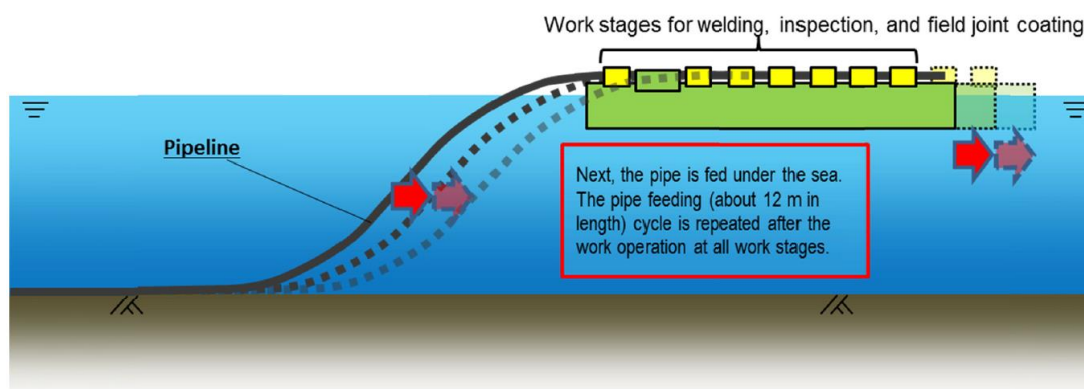 Work stages for welding, inspection, and field joint coating
Pipeline
Next, the pipe is fed under the sea.
The pipe feeding (about 12 m in
length) cycle is repeated after the
work operation at all work stages.